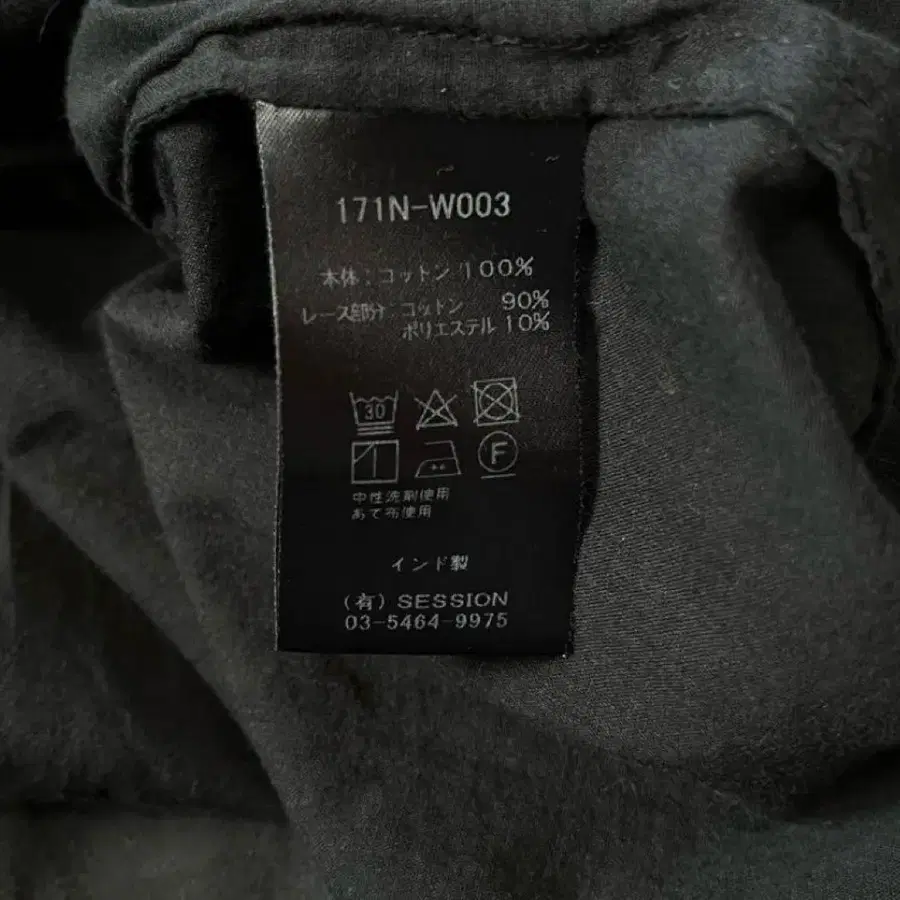 171N-W003
本体：コットン 100%
レース部分：コットン 90%
ポリエステル 10%
30
F
中性洗剤使用
あて布使用
インド製
（有）SESSION
03-5464-9975